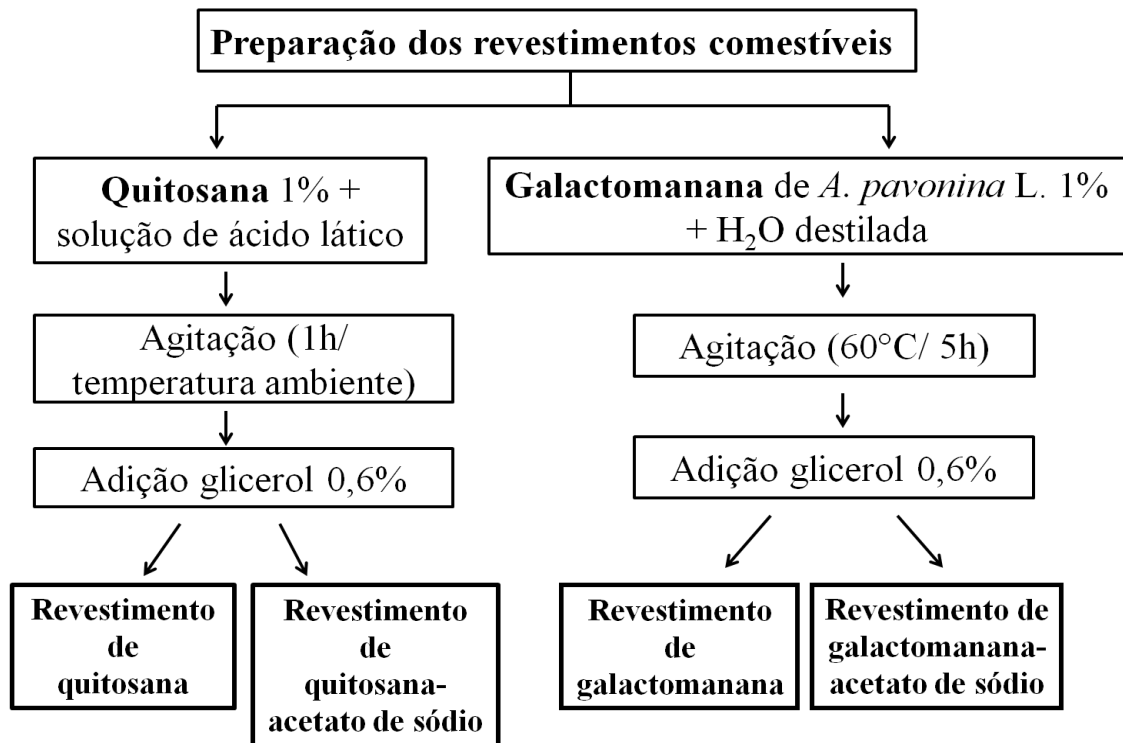 Preparação dos revestimentos comestíveis
Quitosana 1% +
solução de ácido lático
Agitação (1h/
temperatura ambiente)
Adição glicerol 0,6%
Revestimento
de
quitosana
Revestimento
de
quitosana-
acetato de sódio
Galactomanana de A. pavonina L. 1%
+ H₂O destilada
Agitação (60°C/ 5h)
Adição glicerol 0,6%
Revestimento
de
galactomanana
Revestimento de
galactomanana-
acetato de sódio